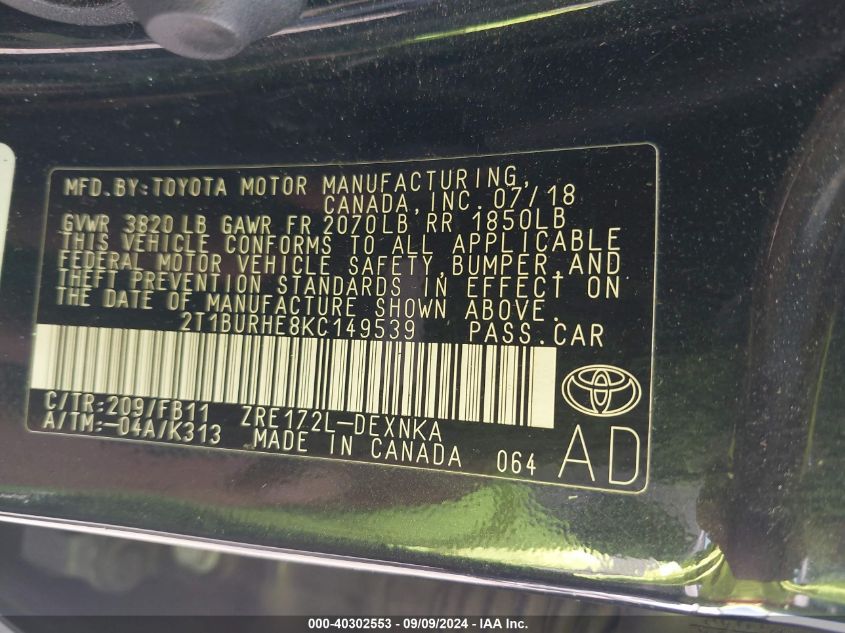 MFD.BY:TOYOTA MOTOR MANUFACTURING,
CANADA,INC.07/18
GVWR 3820 LB GAWR FR 2070LB RR 1850LB
THIS VEHICLE CONFORMS TO ALL APPLICABLE
FEDERAL MOTOR VEHICLE SAFETY,BUMPER,AND
THEFT PREVENTION STANDARDS IN EFFECT ON
THE DATE OF MANUFACTURE SHOWN ABOVE.
2T1BURHE8KC149539 PASS.CAR
C/TR:209/FB11 ZRE172L-DEXNKA
A/TM:-04A/K313 MADE IN CANADA 064 AD
000-40302553 - 09/09/2024 - IAA Inc.